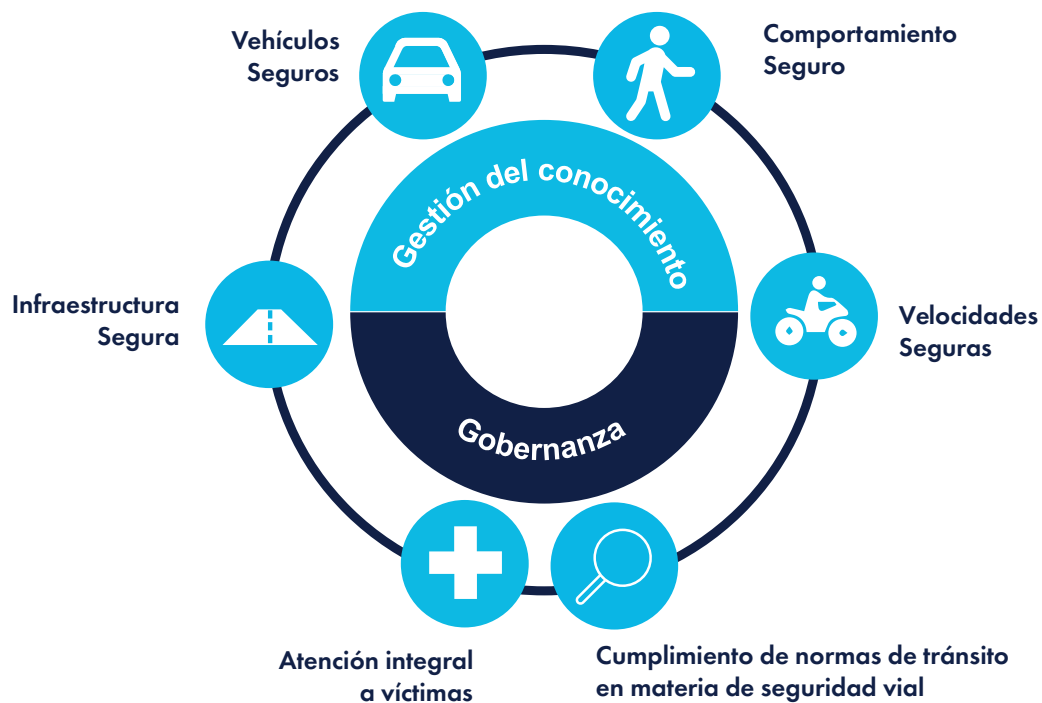 Vehículos
Seguros
Comportamiento
Seguro
Gestión del conocimiento
Infraestructura
Segura
Velocidades
Seguras
Gobernanza
Atención integral
a víctimas
Cumplimiento de normas de tránsito
en materia de seguridad vial